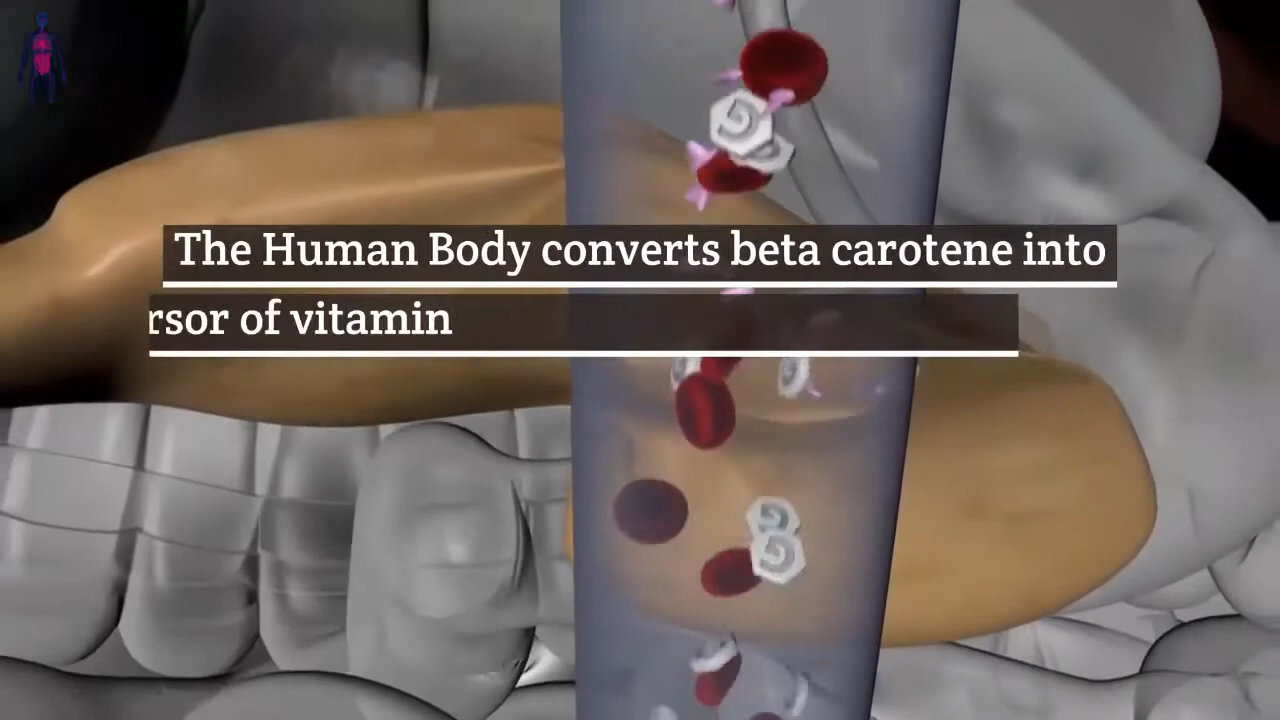 The Human Body converts beta carotene into
rsor of vitamin